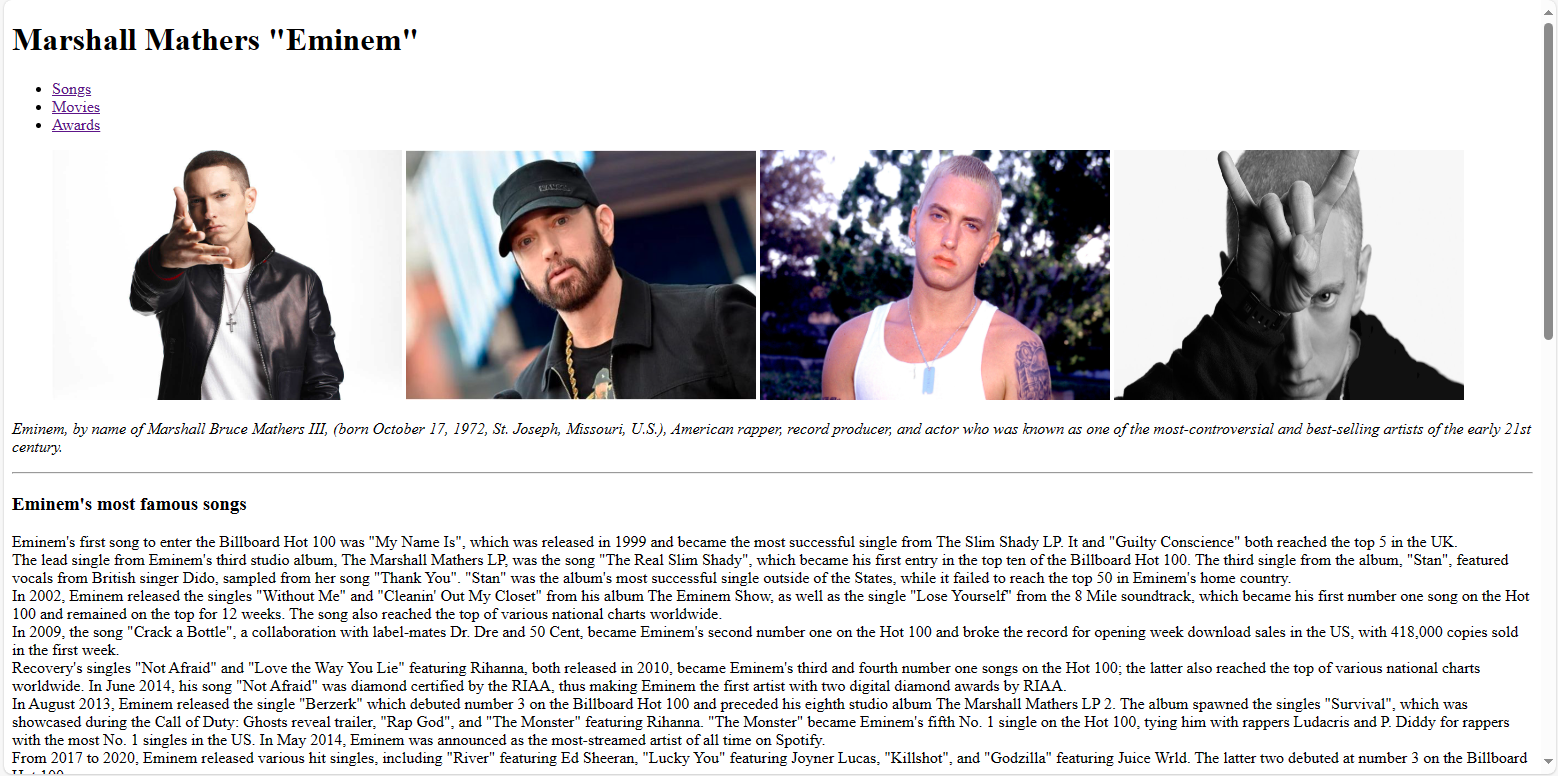 Marshall Mathers "Eminem"
Songs
Movies
Awards
Eminem, by name of Marshall Bruce Mathers III, (born October 17, 1972, St. Joseph, Missouri, U.S.), American rapper, record producer, and actor who was known as one of the most-controversial and best-selling artists of the early 21st
century.
Eminem's most famous songs
Eminem's first song to enter the Billboard Hot 100 was "My Name Is", which was released in 1999 and became the most successful single from The Slim Shady LP. It and "Guilty Conscience" both reached the top 5 in the UK.
The lead single from Eminem's third studio album, The Marshall Mathers LP, was the song "The Real Slim Shady", which became his first entry in the top ten of the Billboard Hot 100. The third single from the album, "Stan", featured
vocals from British singer Dido, sampled from her song "Thank You". "Stan" was the album's most successful single outside of the States, while it failed to reach the top 50 in Eminem's home country.
In 2002, Eminem released the singles "Without Me" and "Cleanin' Out My Closet" from his album The Eminem Show, as well as the single "Lose Yourself" from the 8 Mile soundtrack, which became his first number one song on the Hot
100 and remained on the top for 12 weeks. The song also reached the top of various national charts worldwide.
In 2009, the song "Crack a Bottle", a collaboration with label-mates Dr. Dre and 50 Cent, became Eminem's second number one on the Hot 100 and broke the record for opening week download sales in the US, with 418,000 copies sold
in the first week.
Recovery's singles "Not Afraid" and "Love the Way You Lie" featuring Rihanna, both released in 2010, became Eminem's third and fourth number one songs on the Hot 100; the latter also reached the top of various national charts
worldwide. In June 2014, his song "Not Afraid" was diamond certified by the RIAA, thus making Eminem the first artist with two digital diamond awards by RIAA.
In August 2013, Eminem released the single "Berzerk" which debuted number 3 on the Billboard Hot 100 and preceded his eighth studio album The Marshall Mathers LP 2. The album spawned the singles "Survival", which was
showcased during the Call of Duty: Ghosts reveal trailer, "Rap God", and "The Monster" featuring Rihanna. "The Monster" became Eminem's fifth No. 1 single on the Hot 100, tying him with rappers Ludacris and P. Diddy for rappers
with the most No. 1 singles in the US. In May 2014, Eminem was announced as the most-streamed artist of all time on Spotify.
From 2017 to 2020, Eminem released various hit singles, including "River" featuring Ed Sheeran, "Lucky You" featuring Joyner Lucas, "Killshot", and "Godzilla" featuring Juice Wrld. The latter two debuted at number 3 on the Billboard
Hot 100